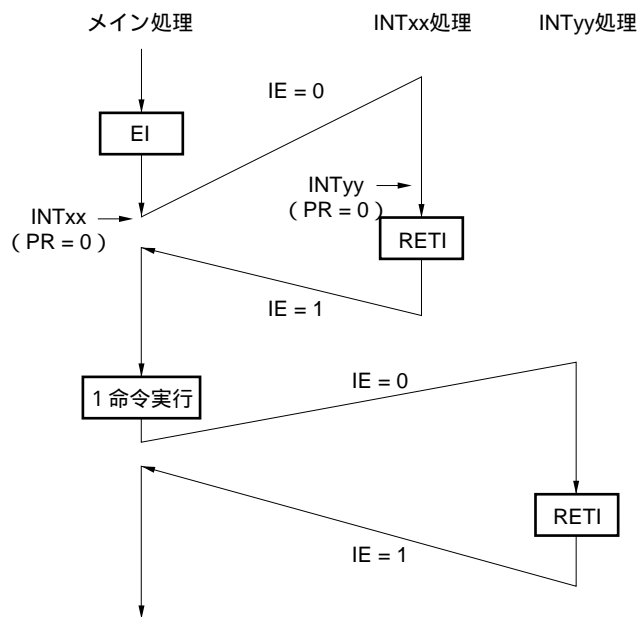 メイン処理
INTxx処理
INTyy処理
IE = 0
EI
INTyy
(PR = 0)
INTxx
(PR = 0)
RETI
IE = 1
IE = 0
1 命令実行
RETI
IE = 1